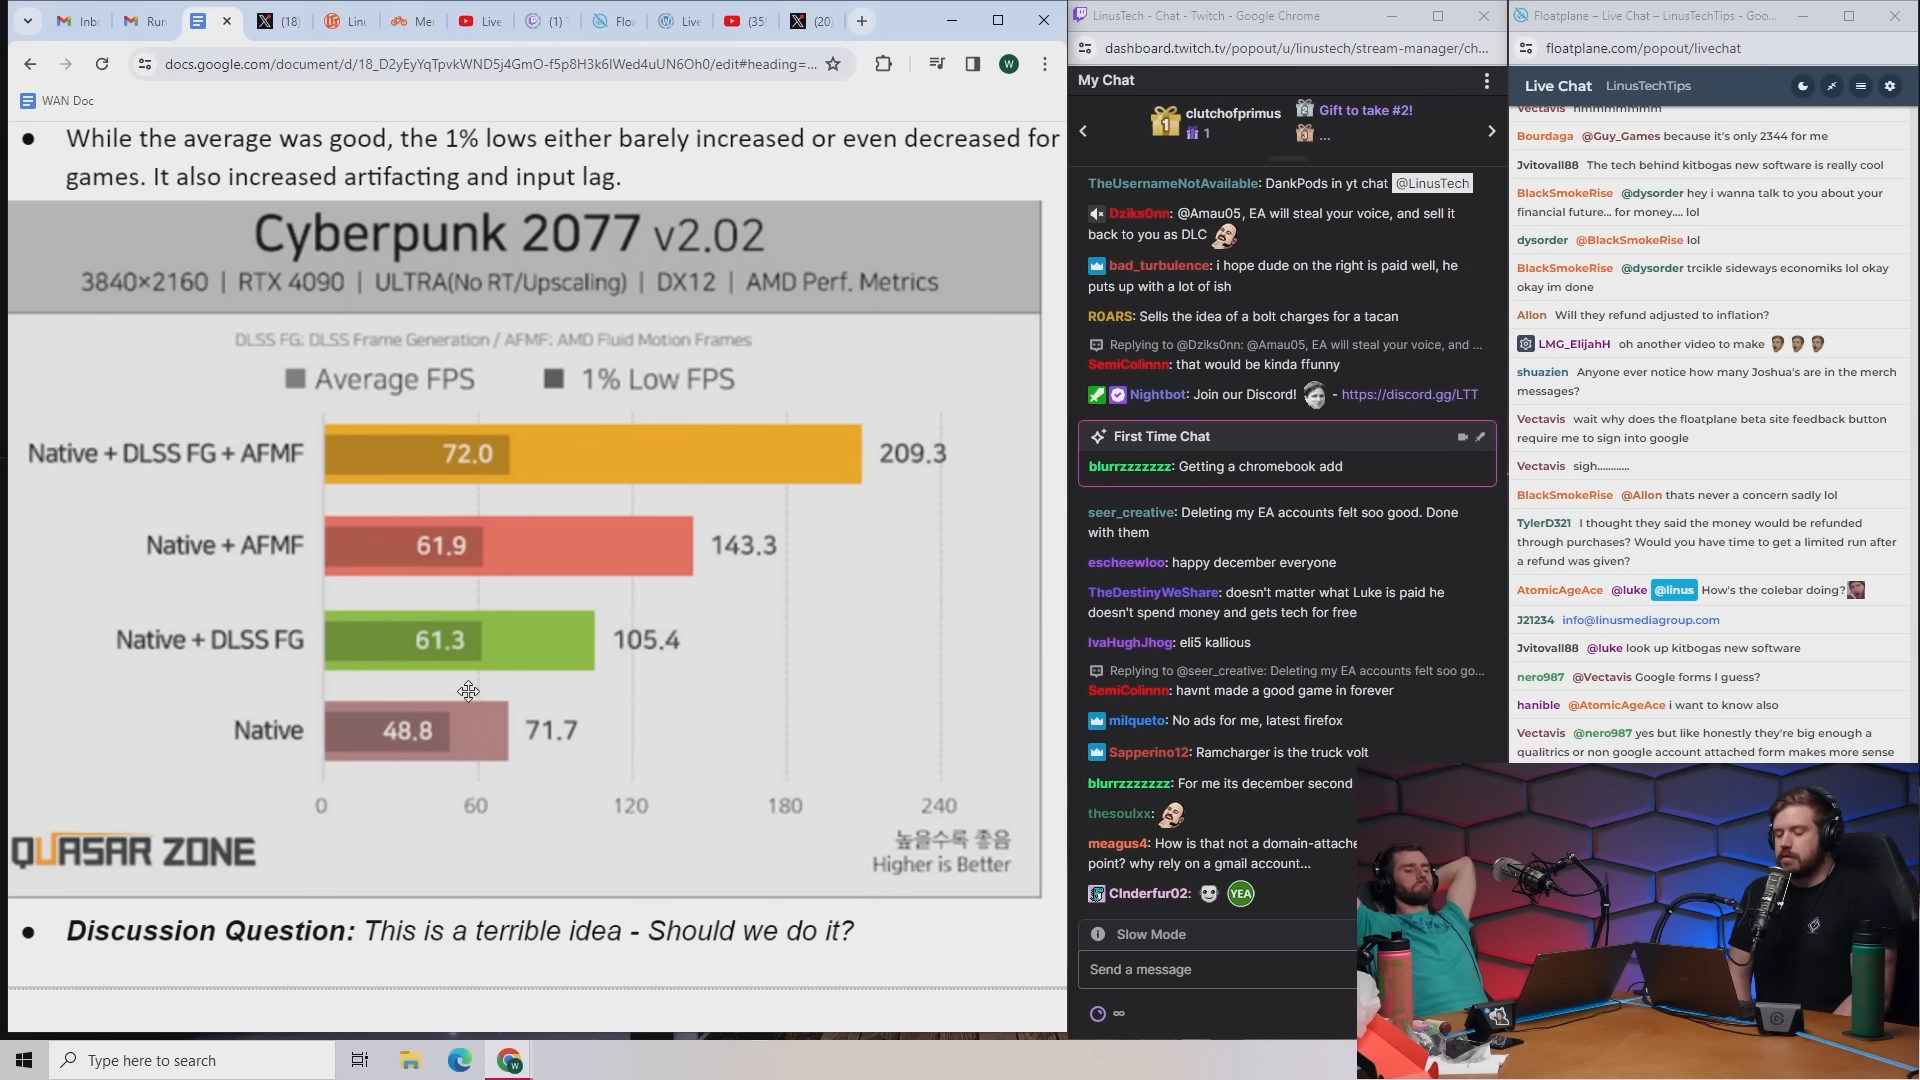 Inb
Run
(18)
Linu
Mer
Live
(1)
Floa
Live
(35
(20)
docs.google.com/document/d/18_D2yEyYqTpvkWND5j4GmO-f5p8H3k6lWed4uUN6Oh0/edit#heading=...
WAN Doc
● While the average was good, the 1% lows either barely increased or even decreased for
games. It also increased artifacting and input lag.
Cyberpunk 2077 v2.02
3840×2160 | RTX 4090 | ULTRA(No RT/Upscaling) | DX12 | AMD Perf. Metrics
DLSS FG: DLSS Frame Generation / AFMF: AMD Fluid Motion Frames
Average FPS 1% Low FPS
Native + DLSS FG + AFMF 72.0 209.3
Native + AFMF 61.9 143.3
Native + DLSS FG 61.3 105.4
Native 48.8 71.7
0 60 120 180 240
QUASAR ZONE
높을수록 좋음
Higher is Better
● Discussion Question: This is a terrible idea - Should we do it?
Type here to search
LinusTech - Chat - Twitch - Google Chrome
dashboard.twitch.tv/popout/u/linustech/stream-manager/ch...
My Chat
1 clutchofprimus
1
2 Gift to take #2!
3 ...
TheUsernameNotAvailable: DankPods in yt chat @LinusTech
Dziks0nn: @Amau05, EA will steal your voice, and sell it
back to you as DLC
bad_turbulence: i hope dude on the right is paid well, he
puts up with a lot of ish
R0ARS: Sells the idea of a bolt charges for a tacan
Replying to @Dziks0nn: @Amau05, EA will steal your voice, and ...
SemiColinnn: that would be kinda ffunny
Nightbot: Join our Discord! - https://discord.gg/LTT
First Time Chat
blurrzzzzzzz: Getting a chromebook add
seer_creative: Deleting my EA accounts felt soo good. Done
with them
escheewloo: happy december everyone
TheDestinyWeShare: doesn't matter what Luke is paid he
doesn't spend money and gets tech for free
IvaHughJhog: eli5 kallious
Replying to @seer_creative: Deleting my EA accounts felt soo go...
SemiColinnn: havnt made a good game in forever
milqueto: No ads for me, latest firefox
Sapperino12: Ramcharger is the truck volt
blurrzzzzzzz: For me its december second
thesoulxx:
meagus4: How is that not a domain-attache
point? why rely on a gmail account...
CInderfur02: YEA
Slow Mode
Send a message
∞
Floatplane – Live Chat – LinusTechTips - Goo...
floatplane.com/popout/livechat
Live Chat LinusTechTips
Vectavis hmmmmmmm
Bourdaga @Guy_Games because it's only 2344 for me
Jvitovall88 The tech behind kitbogas new software is really cool
BlackSmokeRise @dysorder hey i wanna talk to you about your
financial future... for money.... lol
dysorder @BlackSmokeRise lol
BlackSmokeRise @dysorder trcikle sideways economiks lol okay
okay im done
Allon Will they refund adjusted to inflation?
LMG_ElijahH oh another video to make
shuazien Anyone ever notice how many Joshua's are in the merch
messages?
Vectavis wait why does the floatplane beta site feedback button
require me to sign into google
Vectavis sigh............
BlackSmokeRise @Allon thats never a concern sadly lol
TylerD321 I thought they said the money would be refunded
through purchases? Would you have time to get a limited run after
a refund was given?
AtomicAgeAce @luke @linus How's the colebar doing?
J21234 info@linusmediagroup.com
Jvitovall88 @luke look up kitbogas new software
nero987 @Vectavis Google forms I guess?
hanible @AtomicAgeAce i want to know also
Vectavis @nero987 yes but like honestly they're big enough a
qualitrics or non google account attached form makes more sense